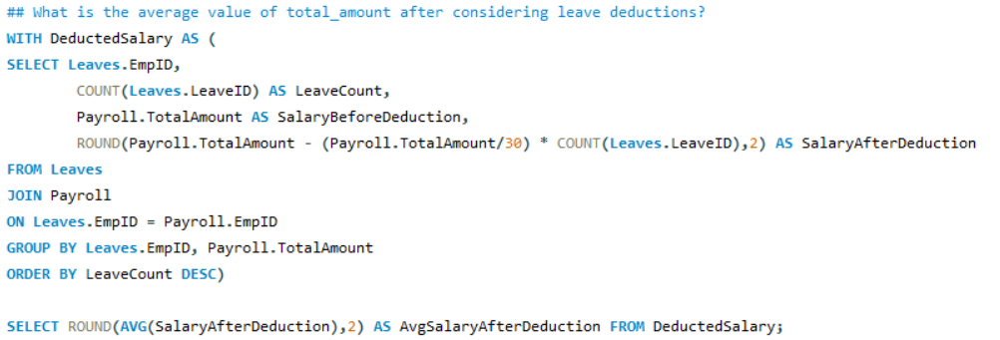 ## What is the average value of total_amount after considering leave deductions?
WITH DeductedSalary AS (
SELECT Leaves.EmpID,
COUNT(Leaves.LeaveID) AS LeaveCount,
Payroll.TotalAmount AS SalaryBeforeDeduction,
ROUND(Payroll.TotalAmount - (Payroll.TotalAmount/30) * COUNT(Leaves.LeaveID),2) AS SalaryAfterDeduction
FROM Leaves
JOIN Payroll
ON Leaves.EmpID = Payroll.EmpID
GROUP BY Leaves.EmpID, Payroll.TotalAmount
ORDER BY LeaveCount DESC)
SELECT ROUND(AVG(SalaryAfterDeduction),2) AS AvgSalaryAfterDeduction FROM DeductedSalary;